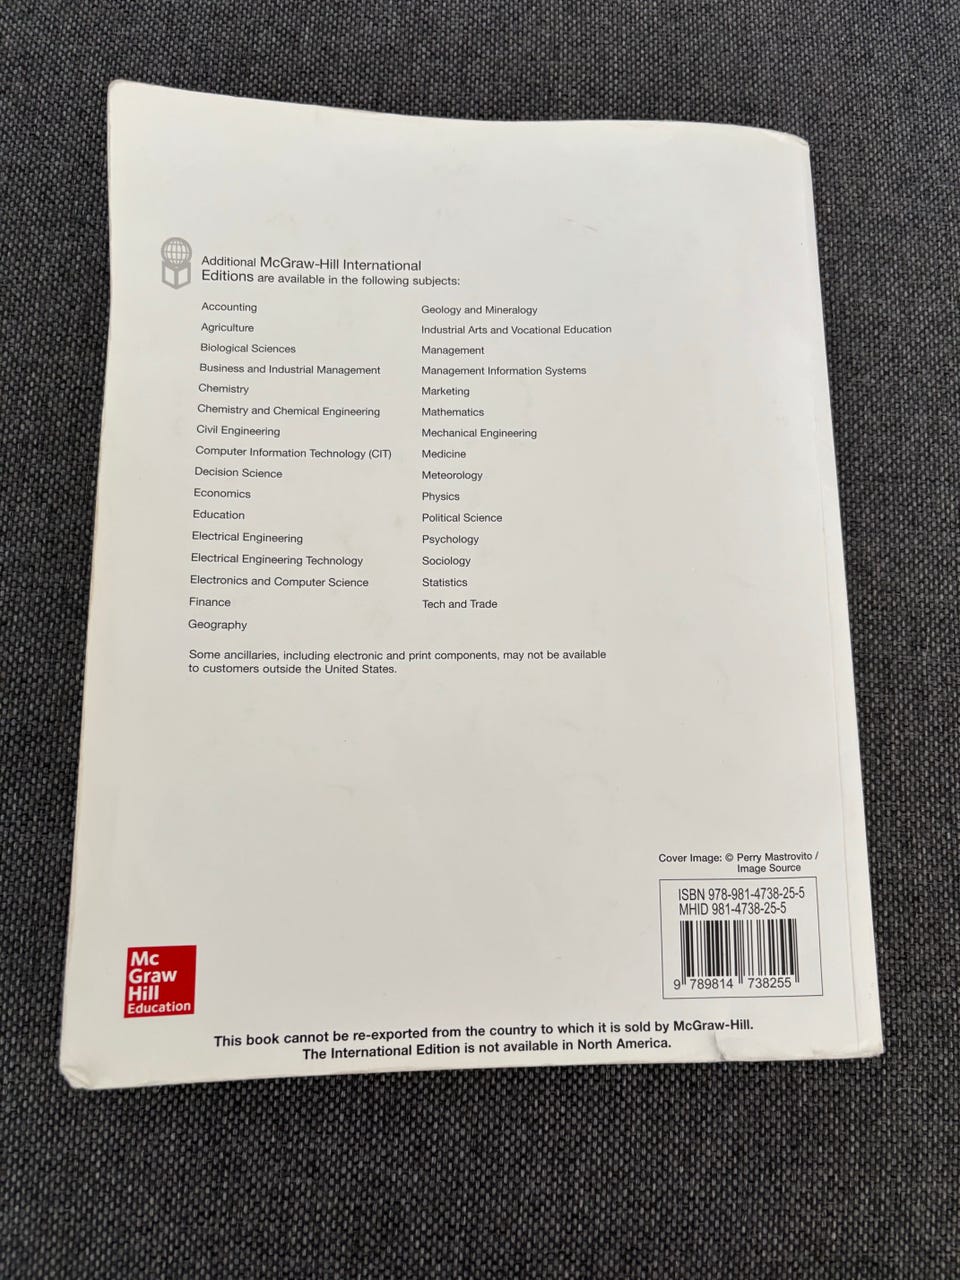 Additional McGraw-Hill International
Editions are available in the following subjects:
Accounting
Agriculture
Biological Sciences
Business and Industrial Management
Chemistry
Chemistry and Chemical Engineering
Civil Engineering
Computer Information Technology (CIT)
Decision Science
Economics
Education
Electrical Engineering
Electrical Engineering Technology
Electronics and Computer Science
Finance
Geography
Geology and Mineralogy
Industrial Arts and Vocational Education
Management
Management Information Systems
Marketing
Mathematics
Mechanical Engineering
Medicine
Meteorology
Physics
Political Science
Psychology
Sociology
Statistics
Tech and Trade
Some ancillaries, including electronic and print components, may not be available
to customers outside the United States.
Cover Image: © Perry Mastrovito /
Image Source
ISBN 978-981-4738-25-5
MHID 981-4738-25-5
9 789814 738255
Mc
Graw
Hill
Education
This book cannot be re-exported from the country to which it is sold by McGraw-Hill.
The International Edition is not available in North America.